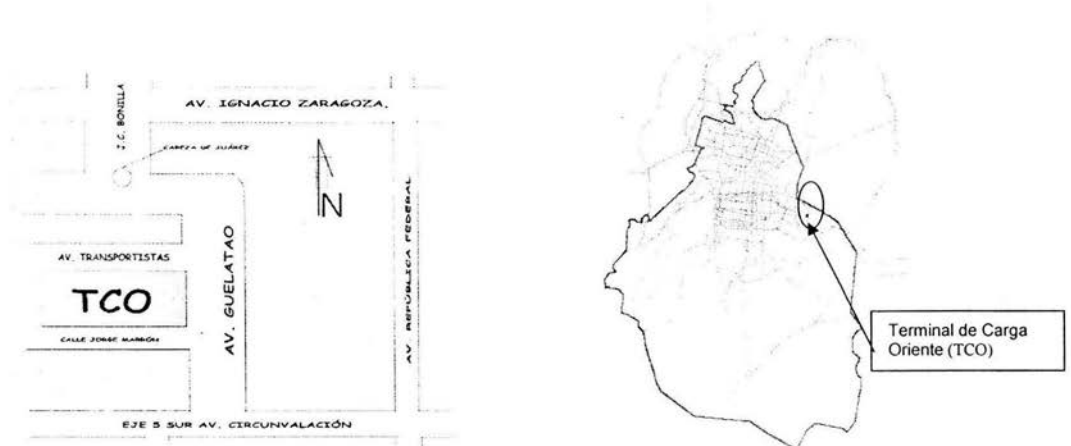 AV. IGNACIO ZARAGOZA.
J.C. BONILLA
CABEZA DE JUÁREZ
N
AV. TRANSPORTISTAS
TCO
CALLE JORGE MARRÓN
AV. GUELATAO
AV. REPÚBLICA FEDERAL
EJE 5 SUR AV. CIRCUNVALACIÓN
Terminal de Carga
Oriente (TCO)